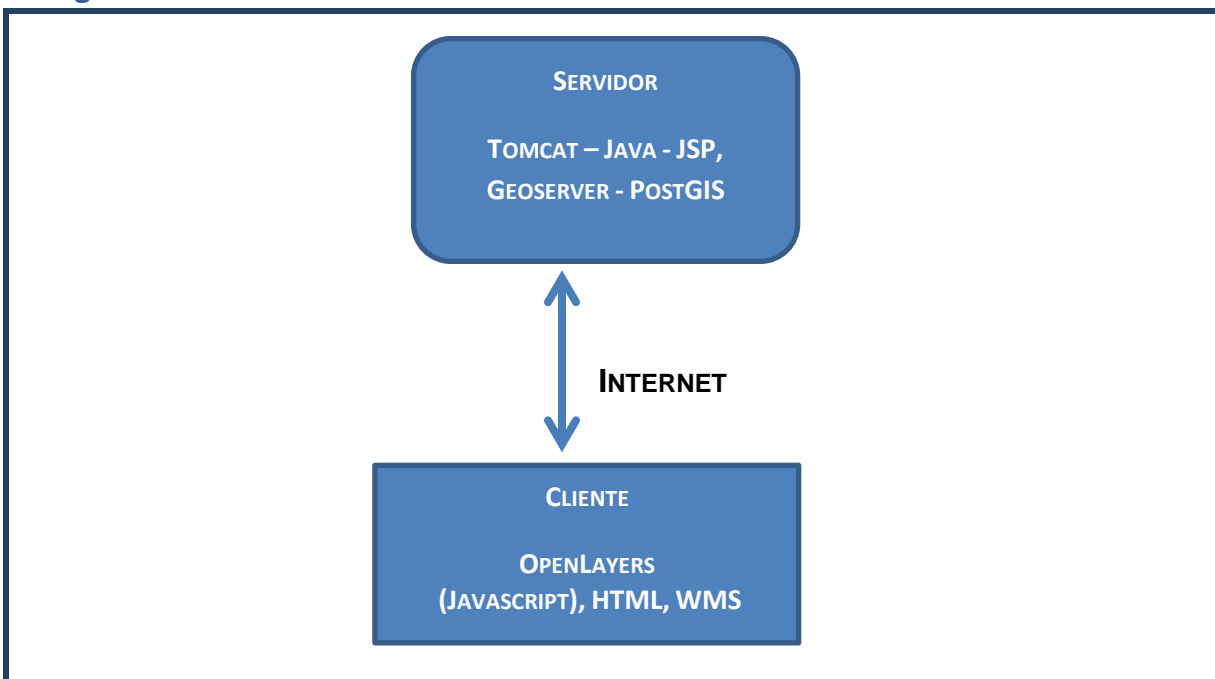 SERVIDOR
TOMCAT – JAVA - JSP,
GEOSERVER - POSTGIS
INTERNET
CLIENTE
OPENLAYERS
(JAVASCRIPT), HTML, WMS